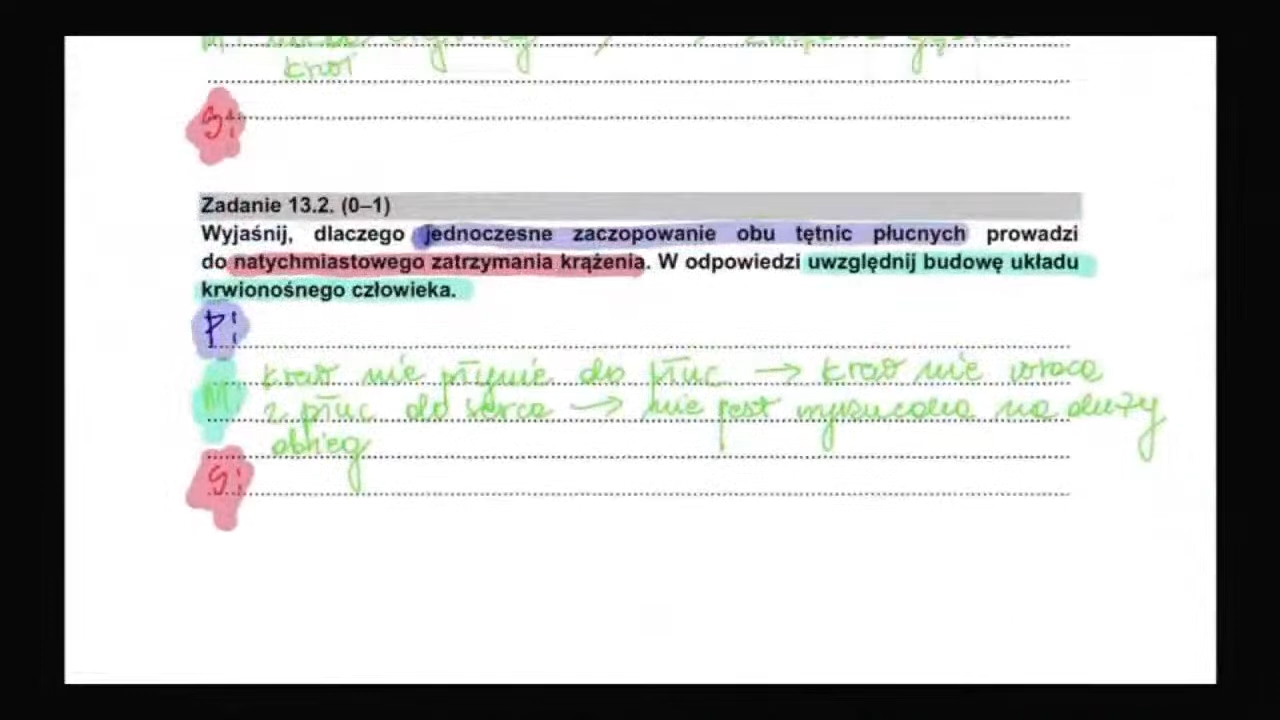 krwi
S:
Zadanie 13.2. (0–1)
Wyjaśnij, dlaczego jednoczesne zaczopowanie obu tętnic płucnych prowadzi
do natychmiastowego zatrzymania krążenia. W odpowiedzi uwzględnij budowę układu
krwionośnego człowieka.
P:
M: krew nie płynie do płuc → krew nie wraca
z płuc do serca → nie jest wyrzucana na duży
obieg
S: